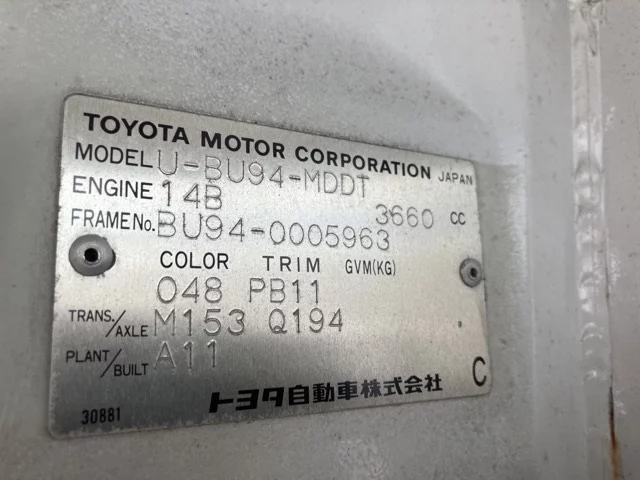 TOYOTA MOTOR CORPORATION JAPAN
MODEL U-BU94-MDDT
ENGINE 14B 3660 CC
FRAME No. BU94-0005963
COLOR TRIM GVM(KG)
048 PB11
TRANS./AXLE M153 Q194
PLANT/BUILT A11
30881 トヨタ自動車株式会社 C